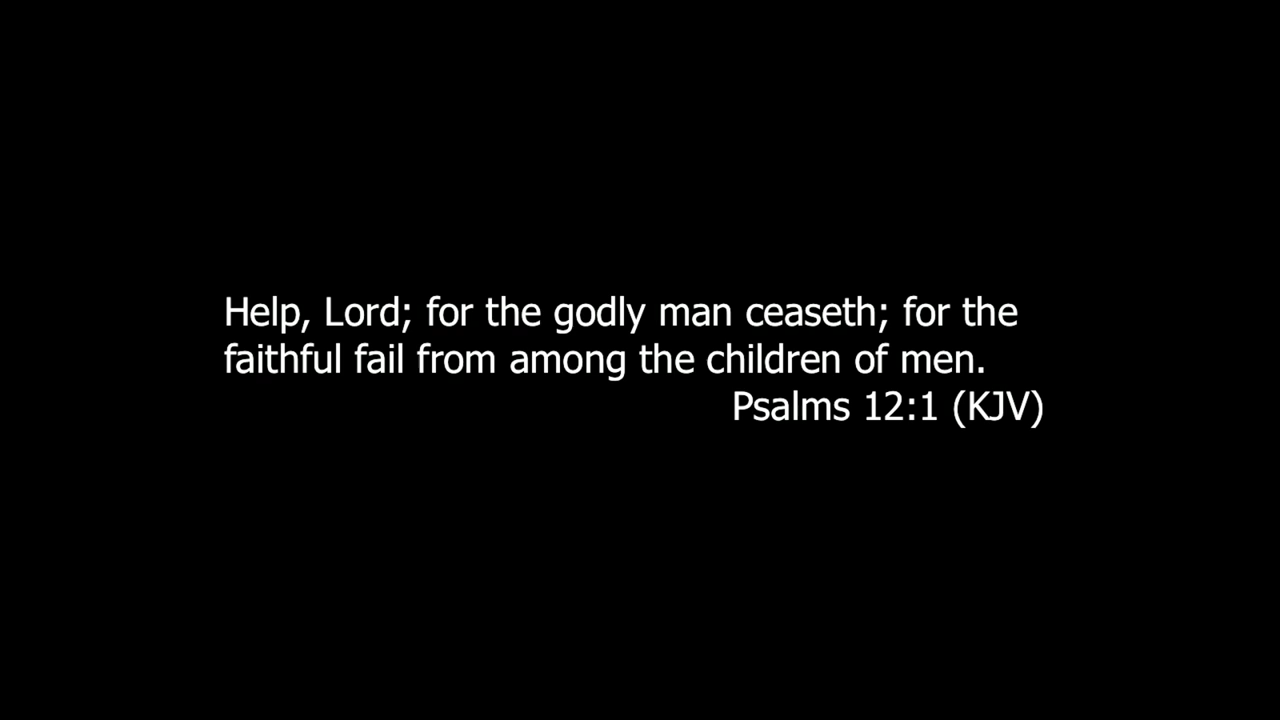 Help, Lord; for the godly man ceaseth; for the
faithful fail from among the children of men.
Psalms 12:1 (KJV)